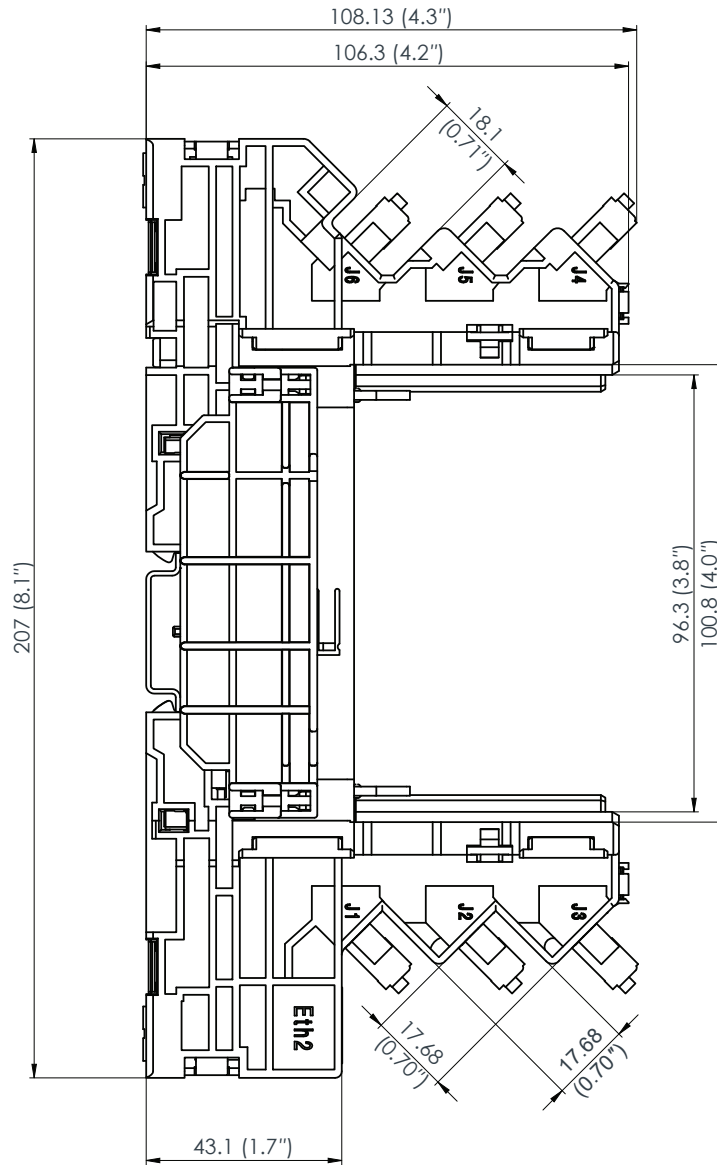 108.13 (4.3")
106.3 (4.2")
18.1
(0.71")
J6
J5
J4
207 (8.1")
96.3 (3.8")
100.8 (4.0")
J1
J2
J3
Eth2
17.68
(0.70")
17.68
(0.70")
43.1 (1.7")